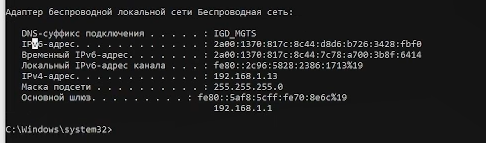 Адаптер беспроводной локальной сети Беспроводная сеть:
DNS-суффикс подключения . . . . . : IGD_MGTS
IPv6-адрес. . . . . . . . . . . . : 2a00:1370:817c:8c44:d8d6:b726:3428:fbf0
Временный IPv6-адрес. . . . . . . : 2a00:1370:817c:8c44:7c78:a700:3b8f:6414
Локальный IPv6-адрес канала . . . : fe80::2c96:5828:2386:1713%19
IPv4-адрес. . . . . . . . . . . . : 192.168.1.13
Маска подсети . . . . . . . . . . : 255.255.255.0
Основной шлюз. . . . . . . . . : fe80::5af8:5cff:fe70:8e6c%19
192.168.1.1
C:\Windows\system32>